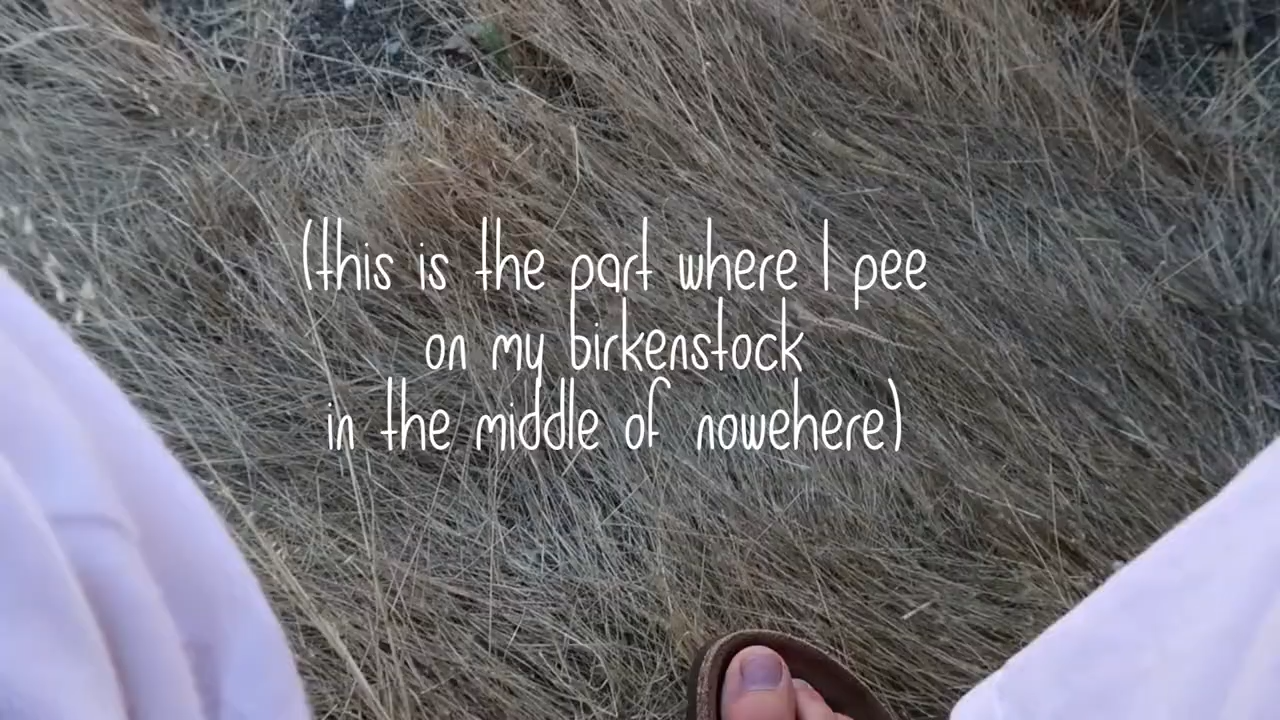 (this is the part where I pee
on my birkenstock
in the middle of nowehere)